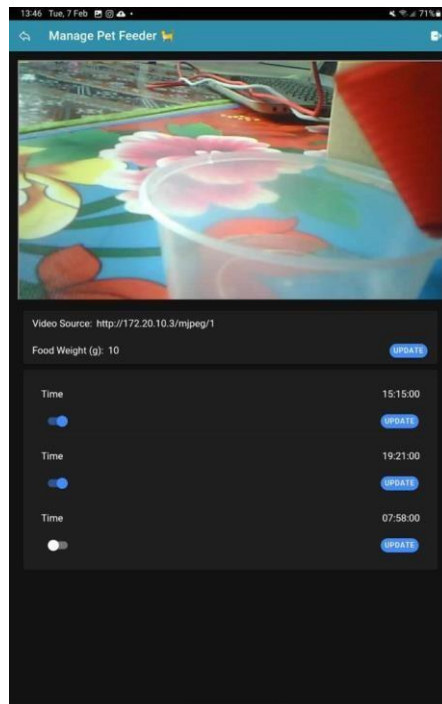 13:46 Tue, 7 Feb 71%
Manage Pet Feeder
Video Source: http://172.20.10.3/mjpeg/1
Food Weight (g): 10 UPDATE
Time 15:15:00
UPDATE
Time 19:21:00
UPDATE
Time 07:58:00
UPDATE